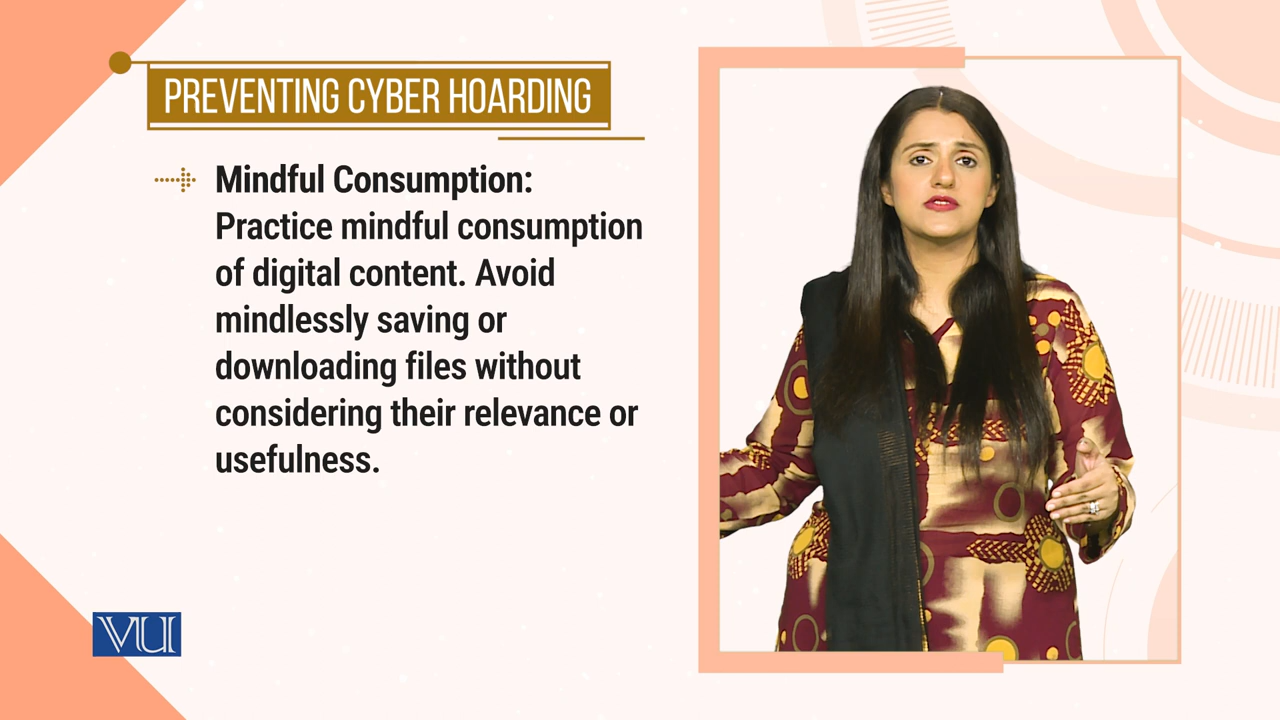 PREVENTING CYBER HOARDING
Mindful Consumption:
Practice mindful consumption
of digital content. Avoid
mindlessly saving or
downloading files without
considering their relevance or
usefulness.
VU